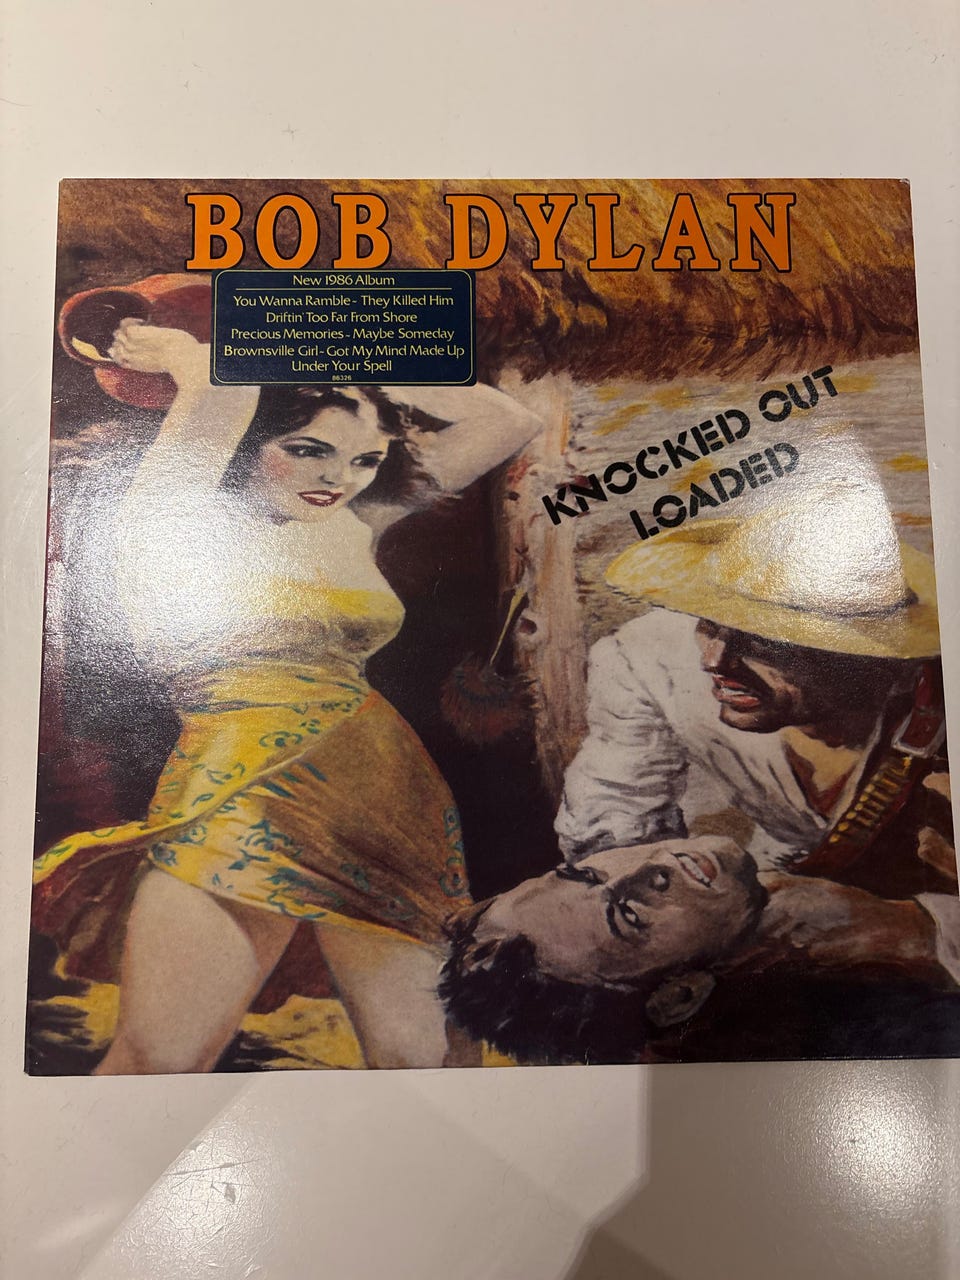 BOB DYLAN
New 1986 Album
You Wanna Ramble - They Killed Him
Driftin' Too Far From Shore
Precious Memories - Maybe Someday
Brownsville Girl - Got My Mind Made Up
Under Your Spell
86326
KNOCKED OUT
LOADED